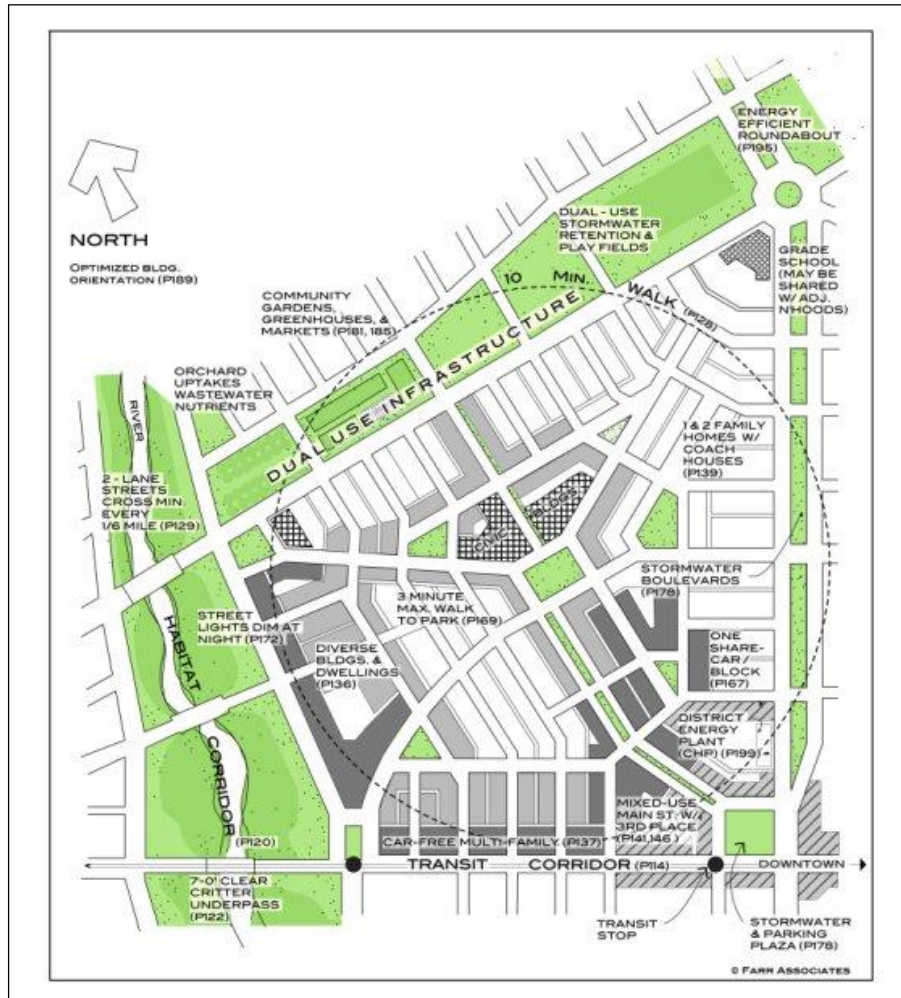 ENERGY
EFFICIENT
ROUNDABOUT
(P195)
NORTH
OPTIMIZED BLDG.
ORIENTATION (P189)
DUAL - USE
STORMWATER
RETENTION &
PLAY FIELDS
GRADE
SCHOOL
(MAY BE
SHARED
W/ ADJ.
N'HOODS)
10 MIN. WALK (P128)
COMMUNITY
GARDENS,
GREENHOUSES, &
MARKETS (P181, 185)
DUAL USE INFRASTRUCTURE
ORCHARD
UPTAKES
WASTEWATER
NUTRIENTS
RIVER
1 & 2 FAMILY
HOMES W/
COACH
HOUSES
(P139)
2 - LANE
STREETS
CROSS MIN.
EVERY
1/6 MILE (P129)
CIVIC BLDGS
STORMWATER
BOULEVARDS
(P178)
3 MINUTE
MAX. WALK
TO PARK (P169)
STREET
LIGHTS DIM AT
NIGHT (P172)
HABITAT CORRIDOR (P120)
DIVERSE
BLDGS. &
DWELLINGS
(P136)
ONE
SHARE-
CAR/
BLOCK
(P167)
DISTRICT
ENERGY
PLANT
(CHP) (P199)
MIXED-USE
MAIN ST. W/
3RD PLACE
(P141,146)
CAR-FREE MULTI-FAMILY (P137)
TRANSIT CORRIDOR (P114)
DOWNTOWN
7'-0" CLEAR
CRITTER
UNDERPASS
(P122)
TRANSIT
STOP
STORMWATER
& PARKING
PLAZA (P178)
© FARR ASSOCIATES